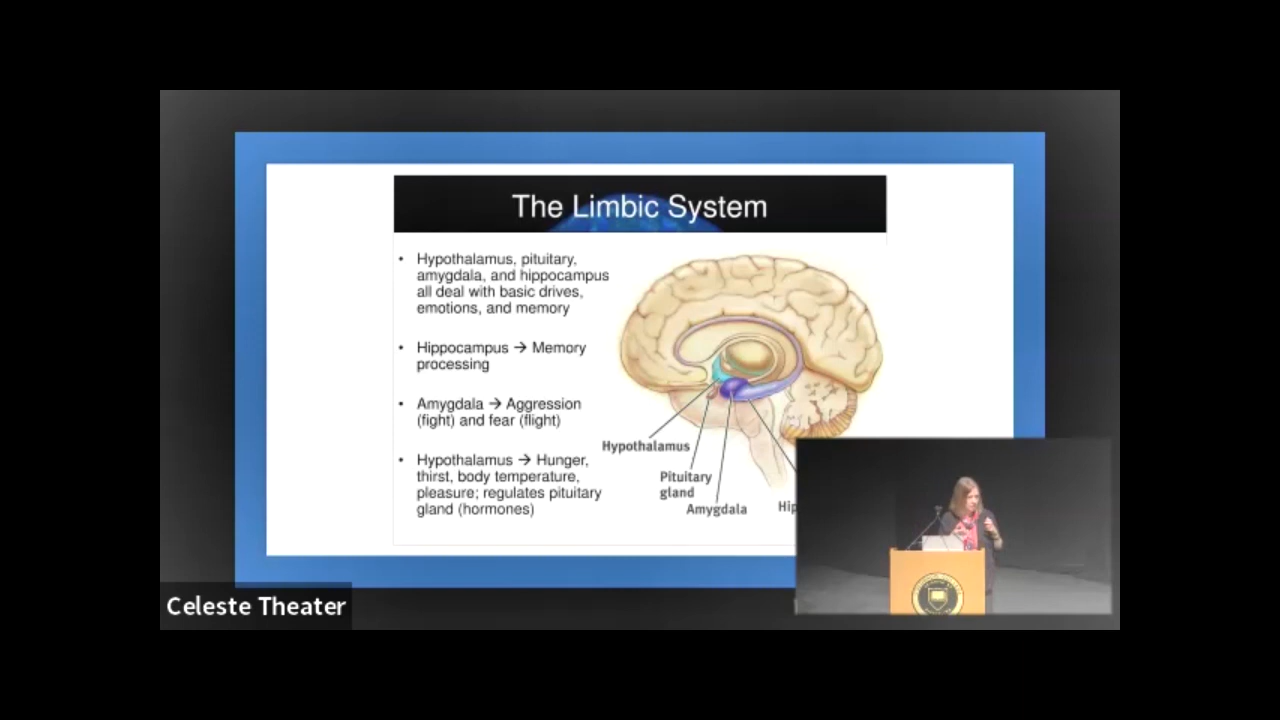 The Limbic System
• Hypothalamus, pituitary,
amygdala, and hippocampus
all deal with basic drives,
emotions, and memory
• Hippocampus → Memory
processing
• Amygdala → Aggression
(fight) and fear (flight)
• Hypothalamus → Hunger,
thirst, body temperature,
pleasure; regulates pituitary
gland (hormones)
Hypothalamus
Pituitary
gland
Amygdala
Hip
Celeste Theater